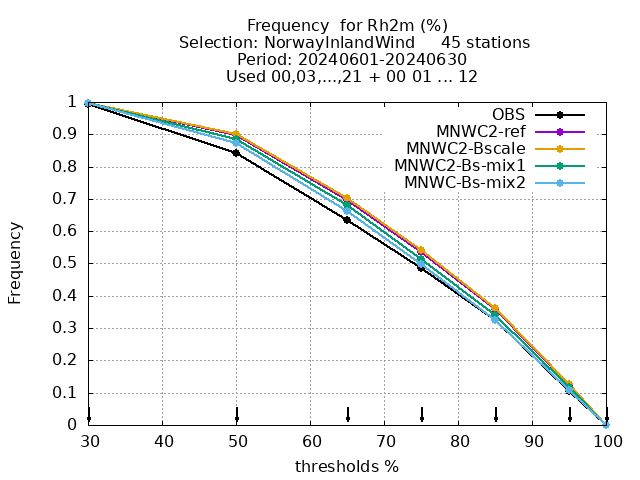 Frequency  for Rh2m (%)
Selection: NorwayInlandWind     45 stations
Period: 20240601-20240630
Used 00,03,...,21 + 00 01 ... 12
OBS
MNWC2-ref
MNWC2-Bscale
MNWC2-Bs-mix1
MNWC-Bs-mix2
1
0.9
0.8
0.7
0.6
0.5
0.4
0.3
0.2
0.1
0
Frequency
30 40 50 60 70 80 90 100
thresholds %